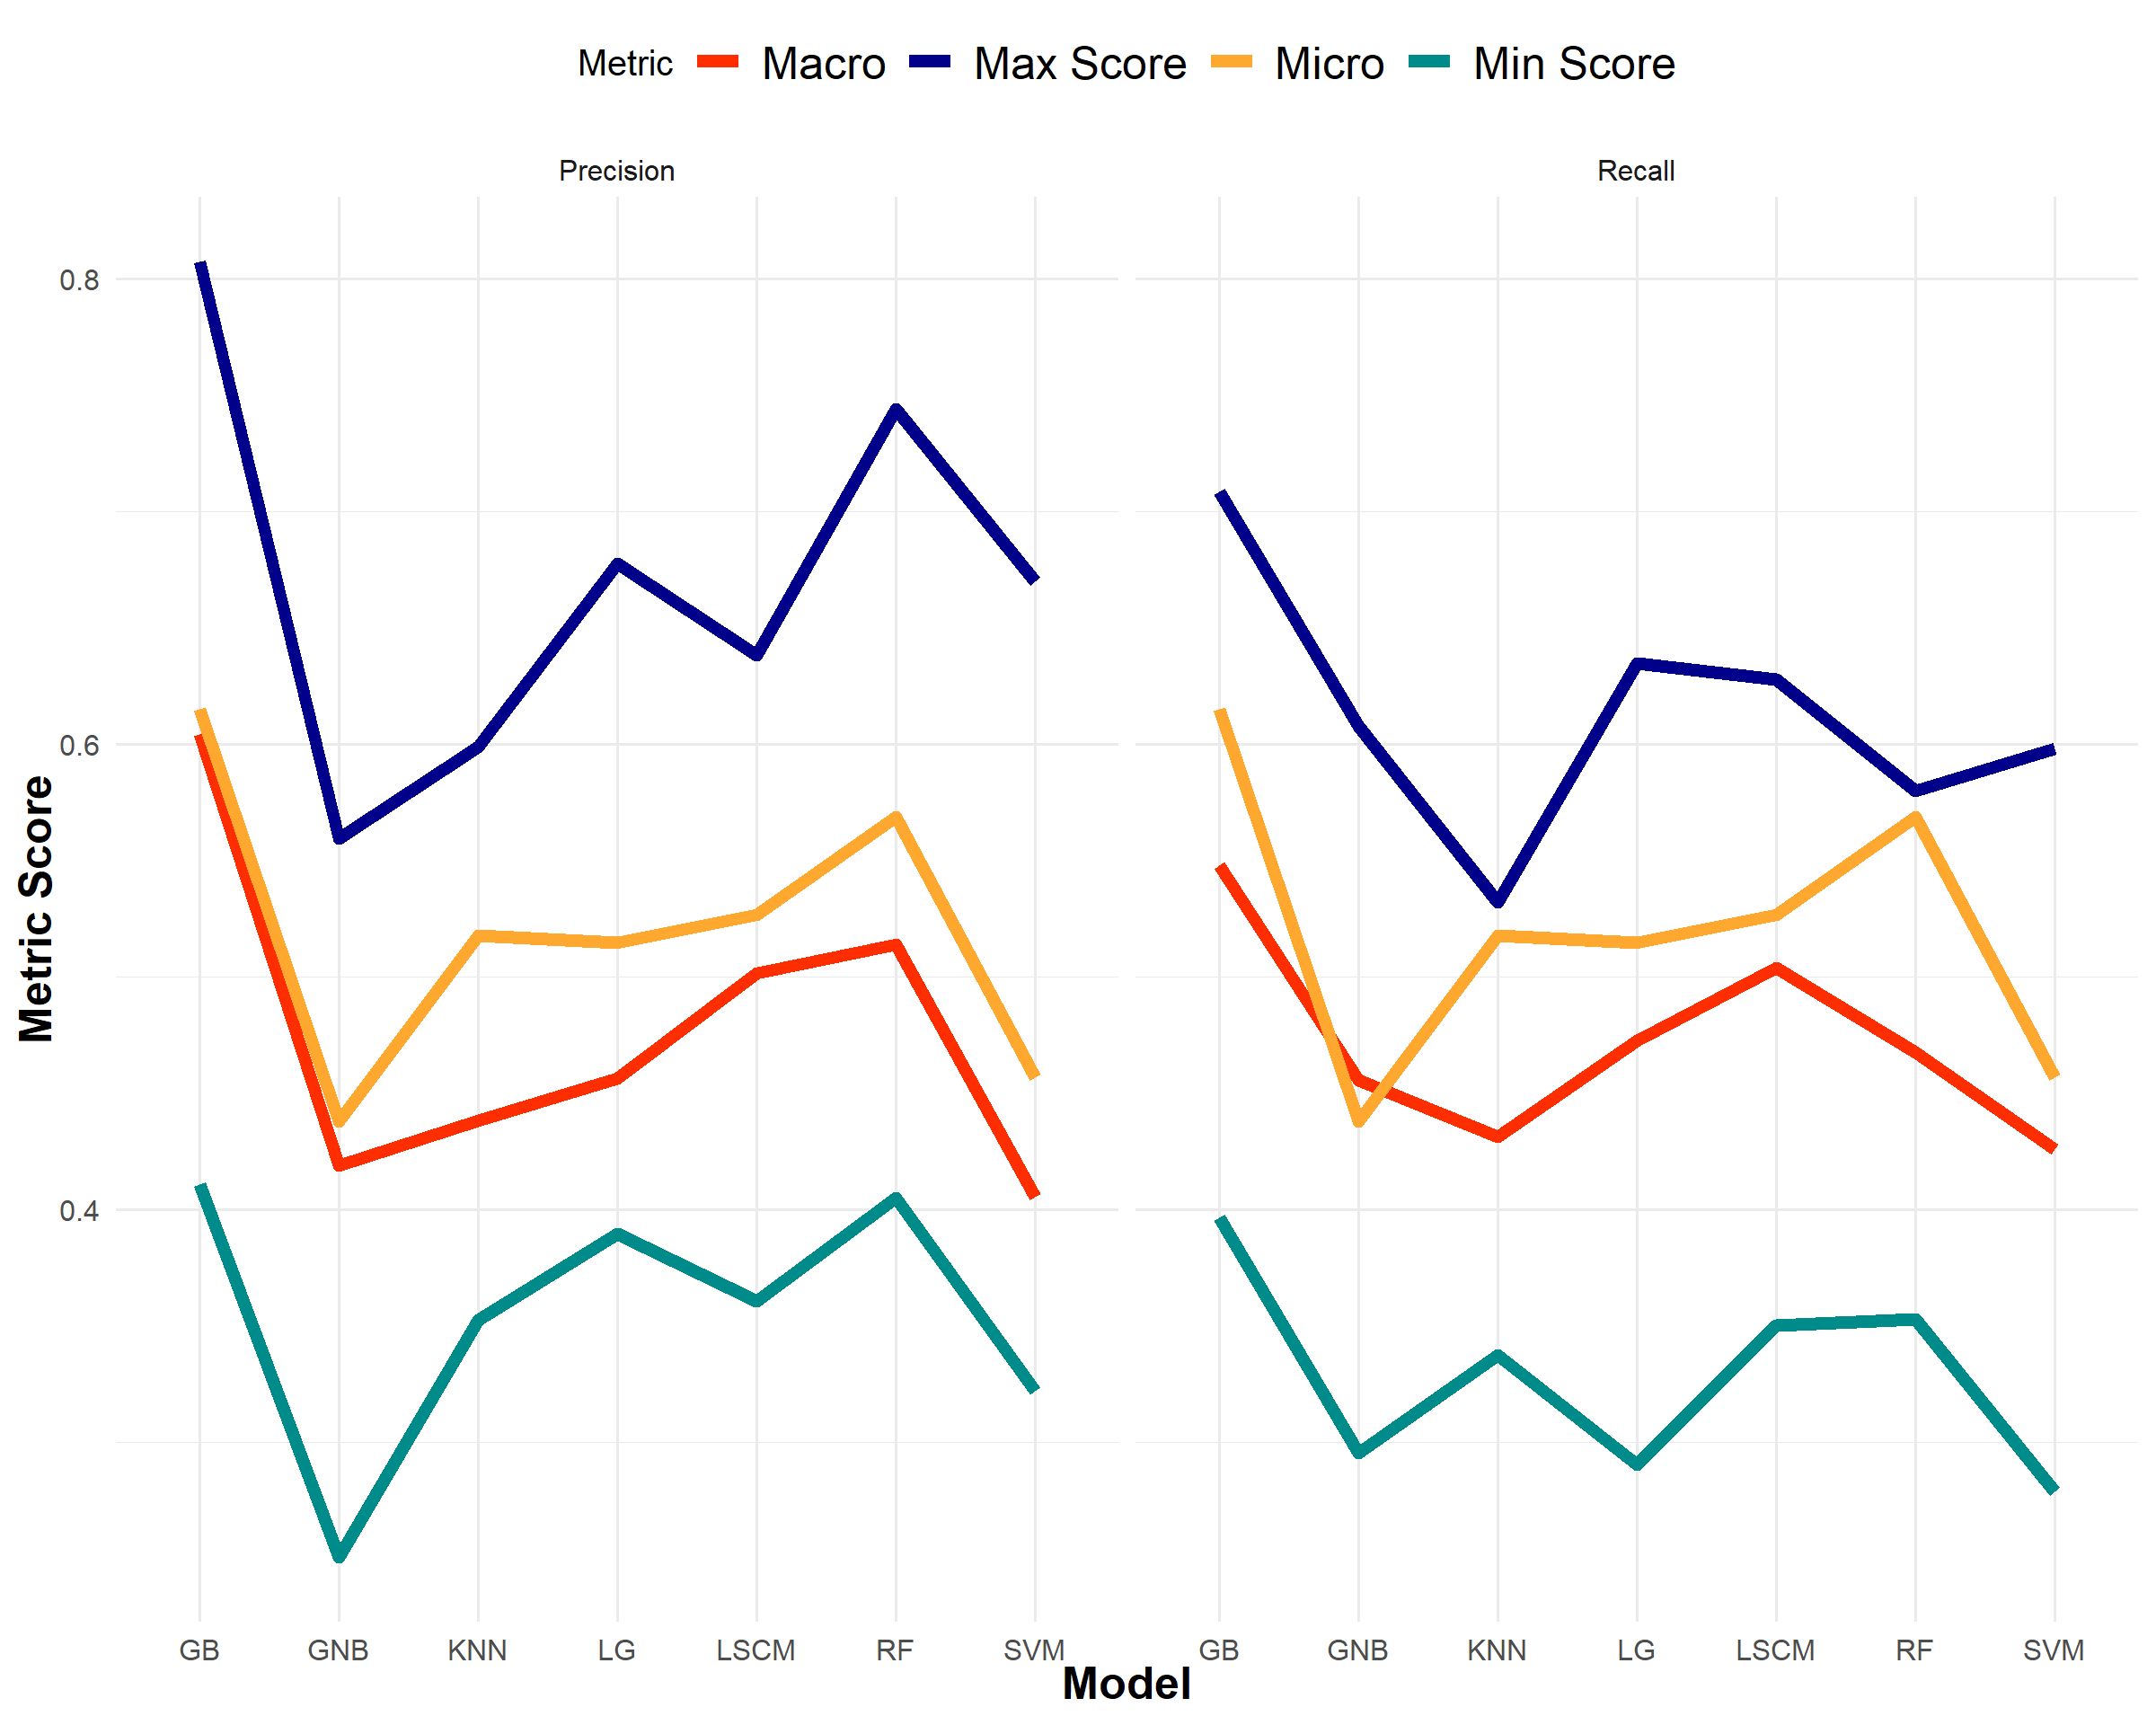 Metric Macro Max Score Micro Min Score
Precision Recall
0.8
0.6
0.4
Metric Score
GB GNB KNN LG LSCM RF SVM GB GNB KNN LG LSCM RF SVM
Model